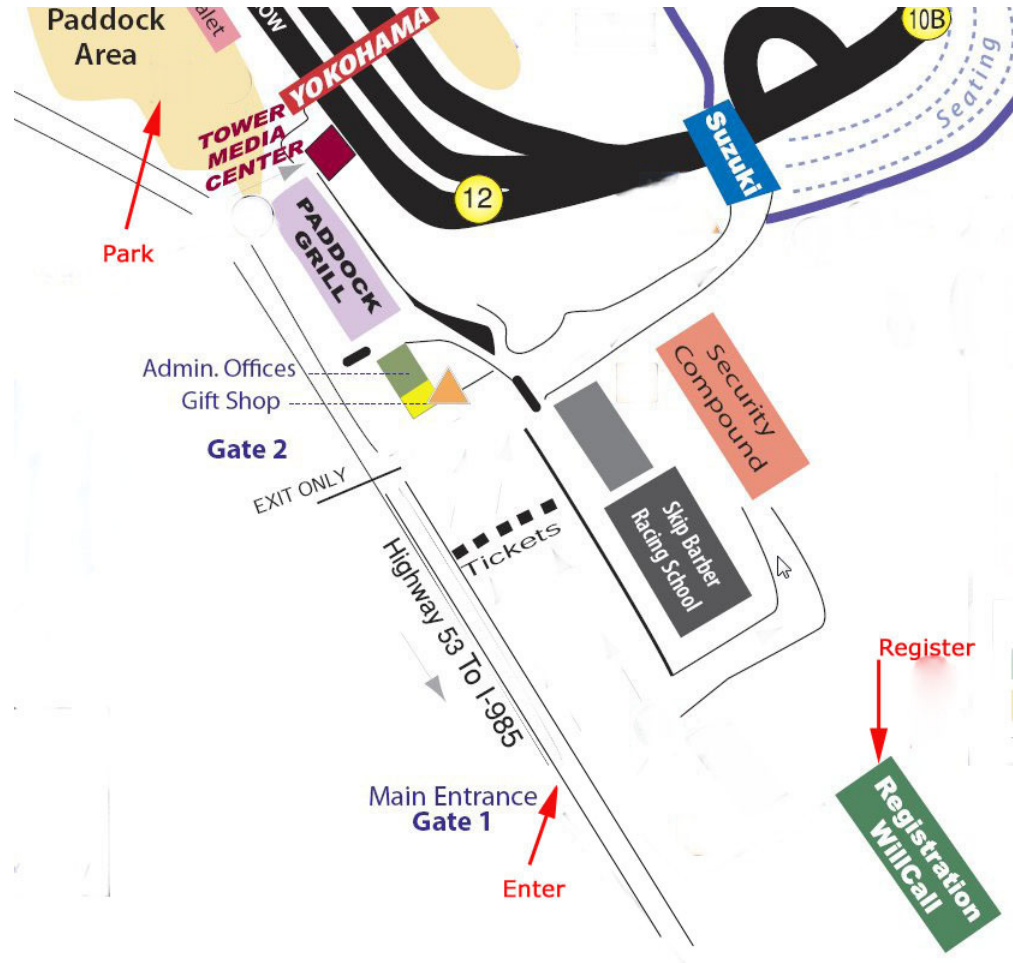 Paddock
Area
alet
OW
YOKOHAMA
10B
Seating
TOWER
MEDIA
CENTER
Suzuki
12
Park
PADDOCK
GRILL
Admin. Offices
Gift Shop
Security
Compound
Gate 2
EXIT ONLY
Tickets
Skip Barber
Racing School
Highway 53 To I-985
Register
Main Entrance
Gate 1
Registration
WillCall
Enter